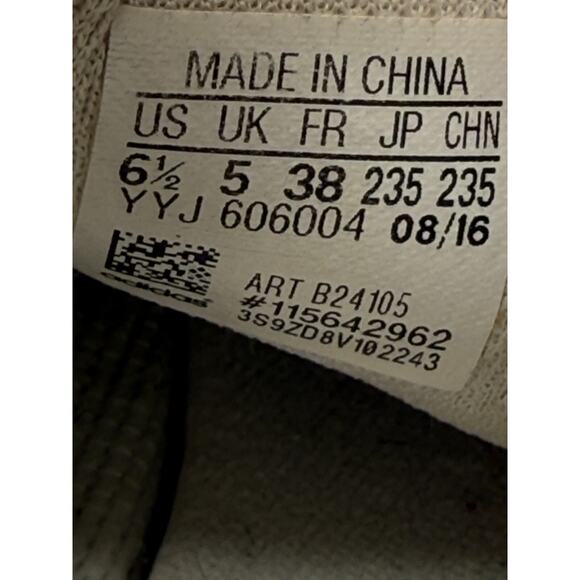 MADE IN CHINA
US UK FR JP CHN
6½ 5 38 235 235
YYJ 606004 08/16
adidas
ART B24105
#115642962
3S9ZD8V102243